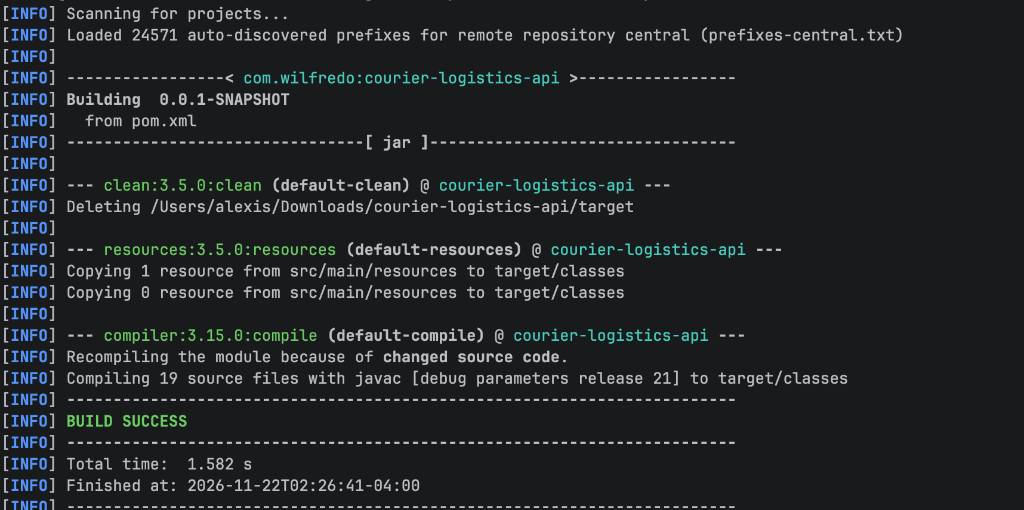 [INFO] Scanning for projects...
[INFO] Loaded 24571 auto-discovered prefixes for remote repository central (prefixes-central.txt)
[INFO]
[INFO] -----------------< com.wilfredo:courier-logistics-api >-----------------
[INFO] Building  0.0.1-SNAPSHOT
[INFO]   from pom.xml
[INFO] --------------------------------[ jar ]---------------------------------
[INFO]
[INFO] --- clean:3.5.0:clean (default-clean) @ courier-logistics-api ---
[INFO] Deleting /Users/alexis/Downloads/courier-logistics-api/target
[INFO]
[INFO] --- resources:3.5.0:resources (default-resources) @ courier-logistics-api ---
[INFO] Copying 1 resource from src/main/resources to target/classes
[INFO] Copying 0 resource from src/main/resources to target/classes
[INFO]
[INFO] --- compiler:3.15.0:compile (default-compile) @ courier-logistics-api ---
[INFO] Recompiling the module because of changed source code.
[INFO] Compiling 19 source files with javac [debug parameters release 21] to target/classes
[INFO] ------------------------------------------------------------------------
[INFO] BUILD SUCCESS
[INFO] ------------------------------------------------------------------------
[INFO] Total time:  1.582 s
[INFO] Finished at: 2026-11-22T02:26:41-04:00
[INFO] ------------------------------------------------------------------------